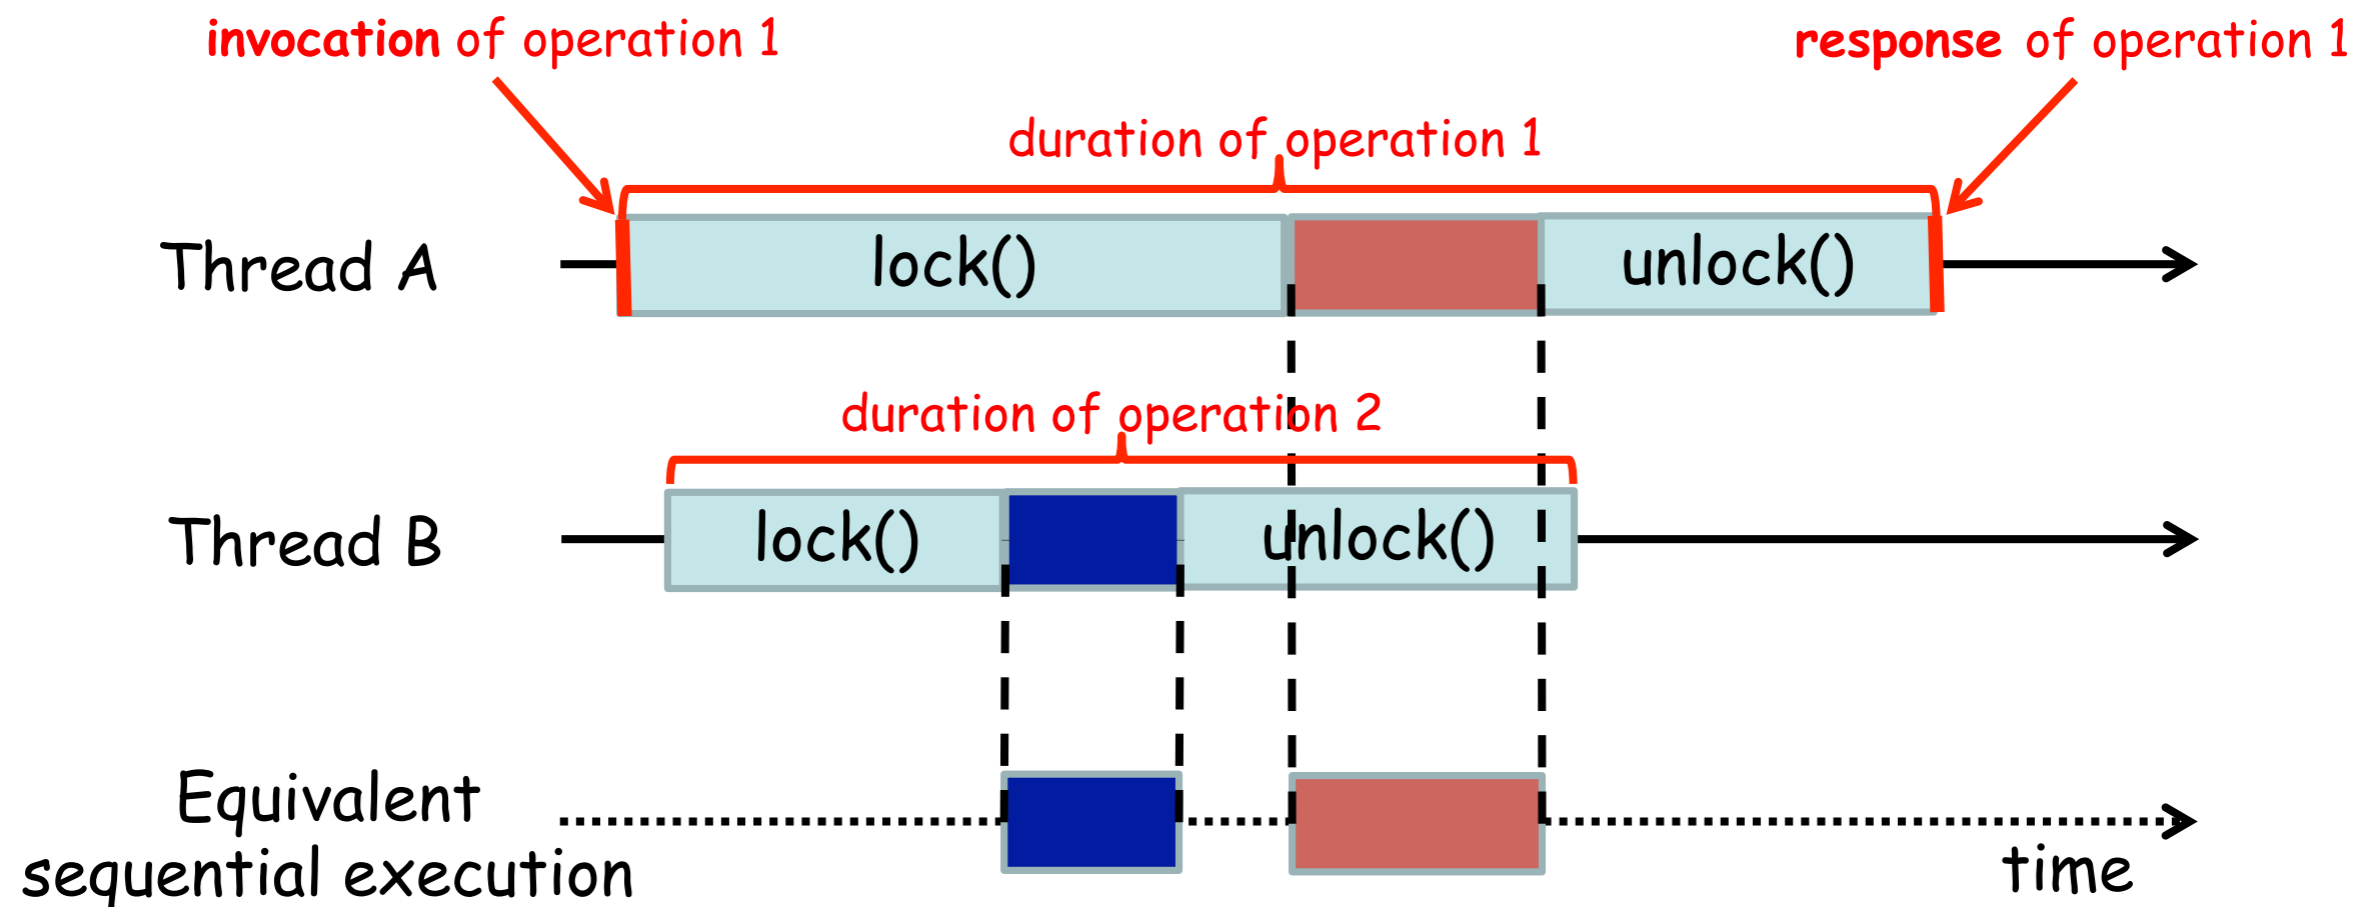 invocation of operation 1
response of operation 1
duration of operation 1
Thread A
lock()
unlock()
duration of operation 2
Thread B
lock()
unlock()
Equivalent
sequential execution
time